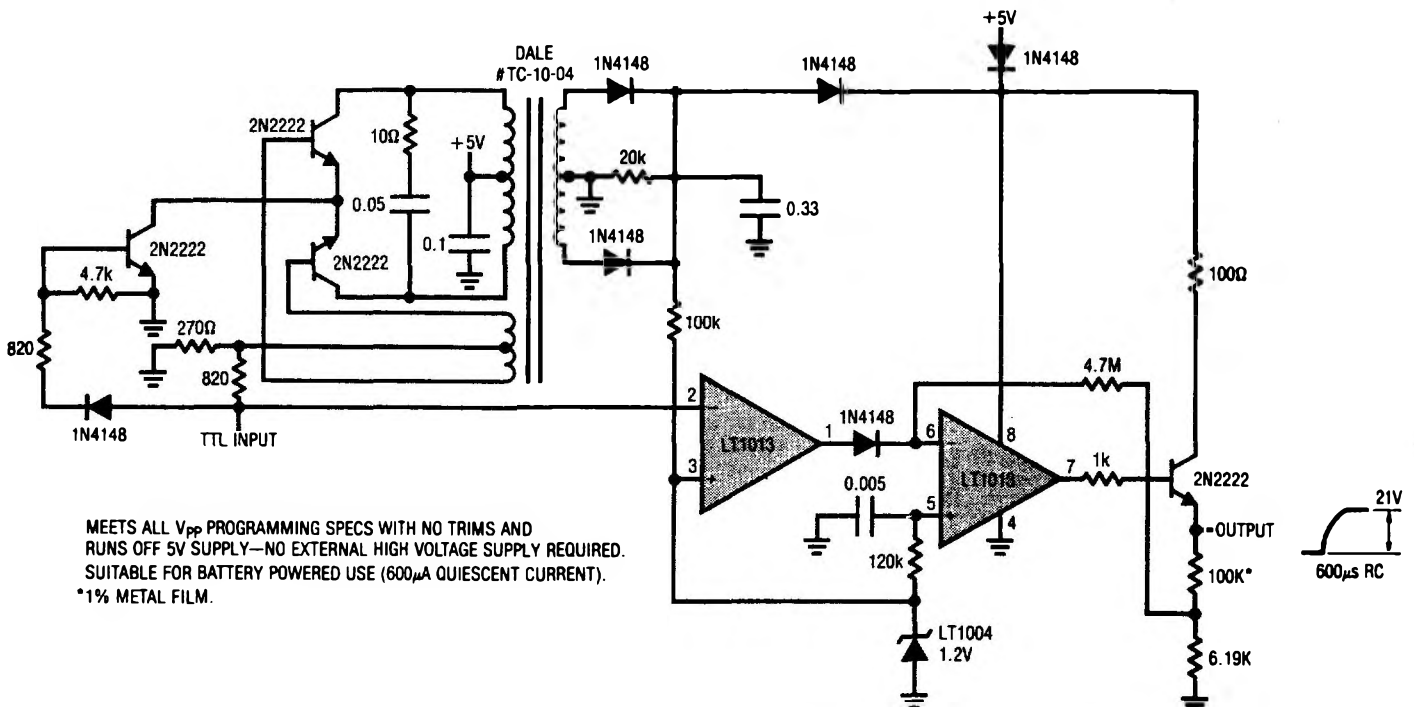 +5V
DALE
#TC-10-04
1N4148
1N4148
1N4148
2N2222
10Ω
+5V
20k
0.05
0.33
2N2222
0.1
1N4148
2N2222
4.7k
100Ω
270Ω
100k
820
820
4.7M
2
1N4148
6
8
1N4148
TTL INPUT
LT1013
1
LT1013
7
1k
2N2222
3
0.005
5
4
21V
OUTPUT
MEETS ALL VPP PROGRAMMING SPECS WITH NO TRIMS AND
RUNS OFF 5V SUPPLY—NO EXTERNAL HIGH VOLTAGE SUPPLY REQUIRED.
SUITABLE FOR BATTERY POWERED USE (600μA QUIESCENT CURRENT).
*1% METAL FILM.
120k
100K*
600μs RC
LT1004
1.2V
6.19K